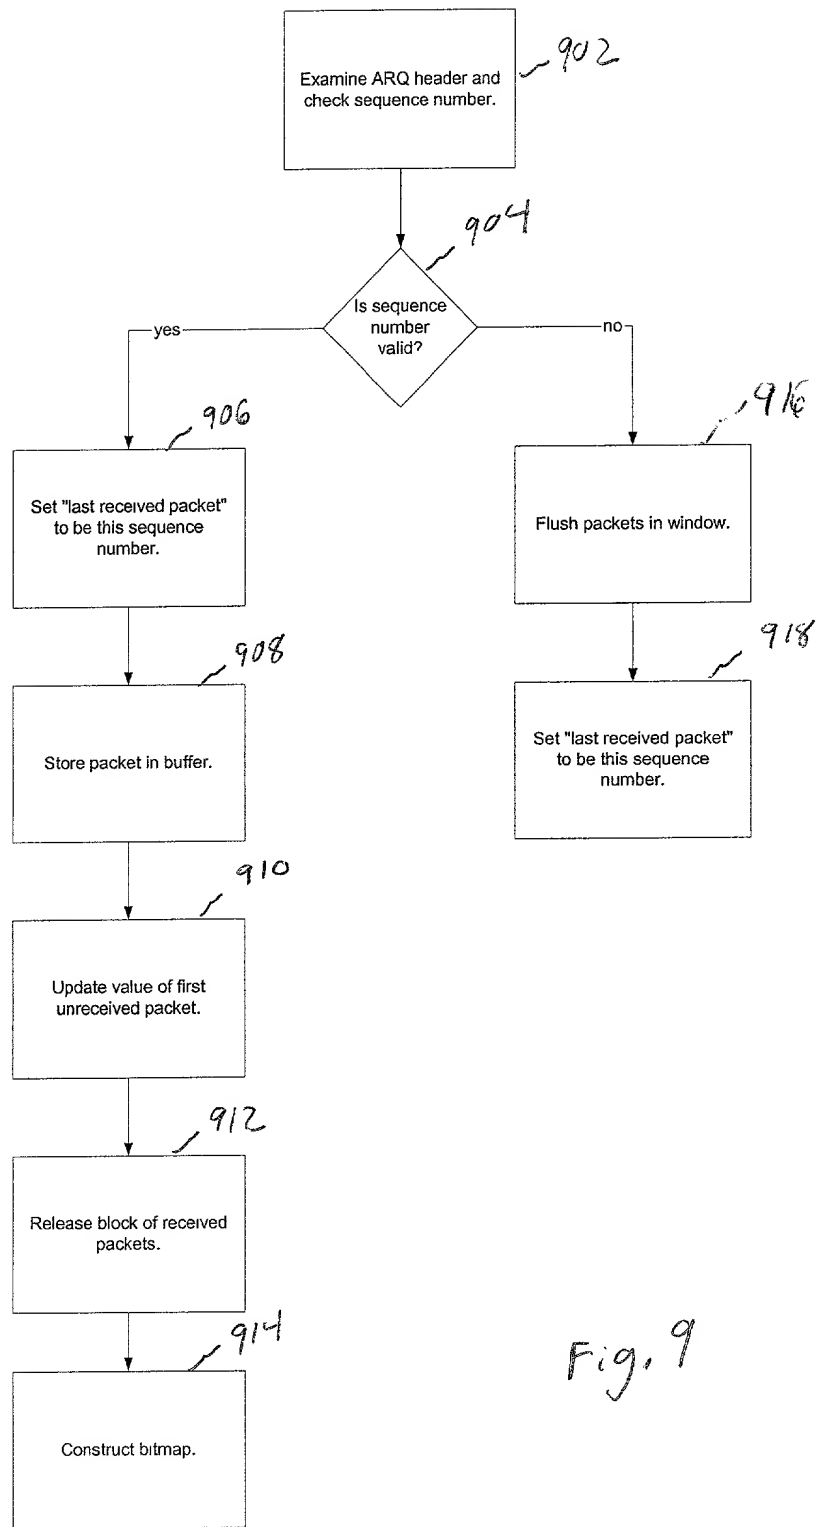 Examine ARQ header and
check sequence number.
902
904
Is sequence
number
valid?
yes
no
906
Set "last received packet"
to be this sequence
number.
916
Flush packets in window.
908
Store packet in buffer.
918
Set "last received packet"
to be this sequence
number.
910
Update value of first
unreceived packet.
912
Release block of received
packets.
914
Construct bitmap.
Fig. 9